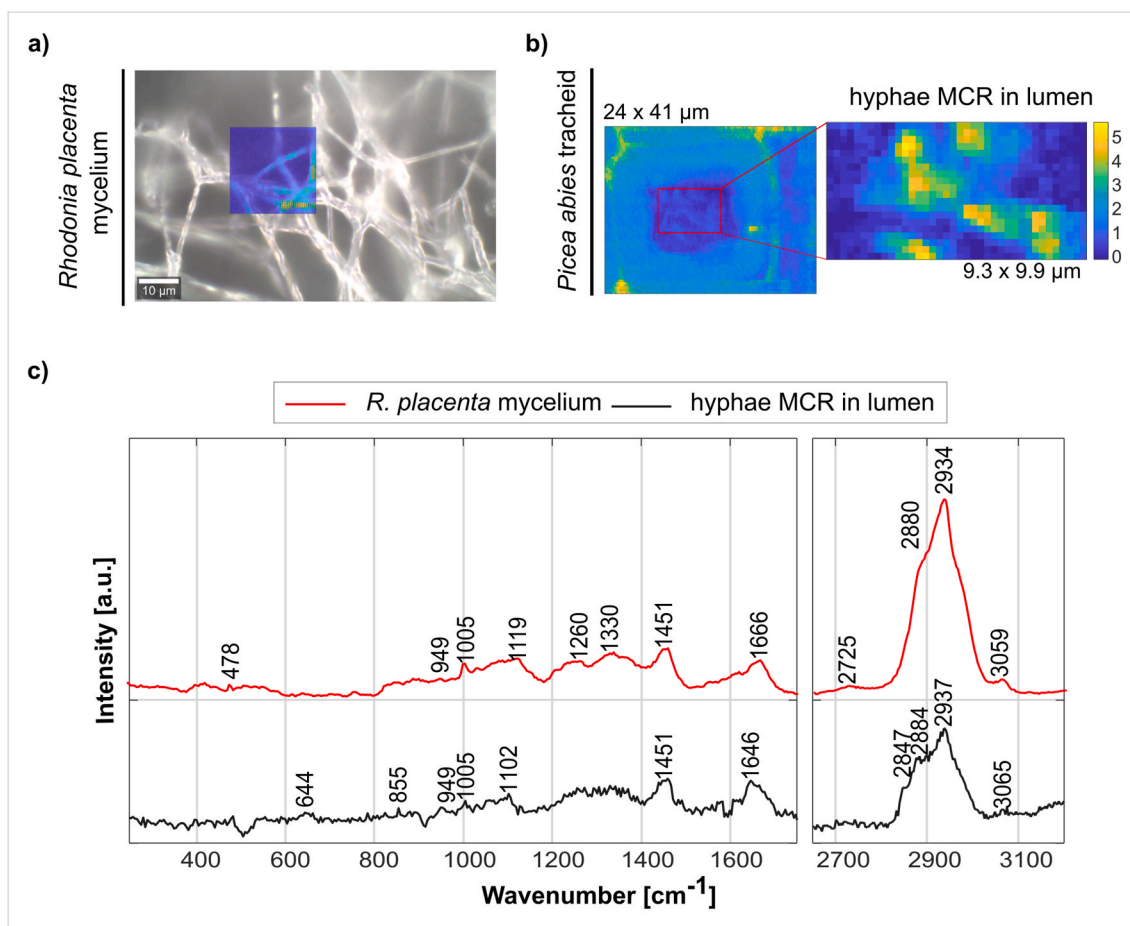 a)
Rhodonia placenta
mycelium
10 µm
b)
Picea abies tracheid
24 x 41 µm
hyphae MCR in lumen
5
4
3
2
1
0
9.3 x 9.9 µm
c)
R. placenta mycelium
hyphae MCR in lumen
Intensity [a.u.]
478
949
1005
1119
1260
1330
1451
1666
2725
2880
2934
3059
644
855
949
1005
1102
1451
1646
2847
2884
2937
3065
400
600
800
1000
1200
1400
1600
2700
2900
3100
Wavenumber [cm-1]